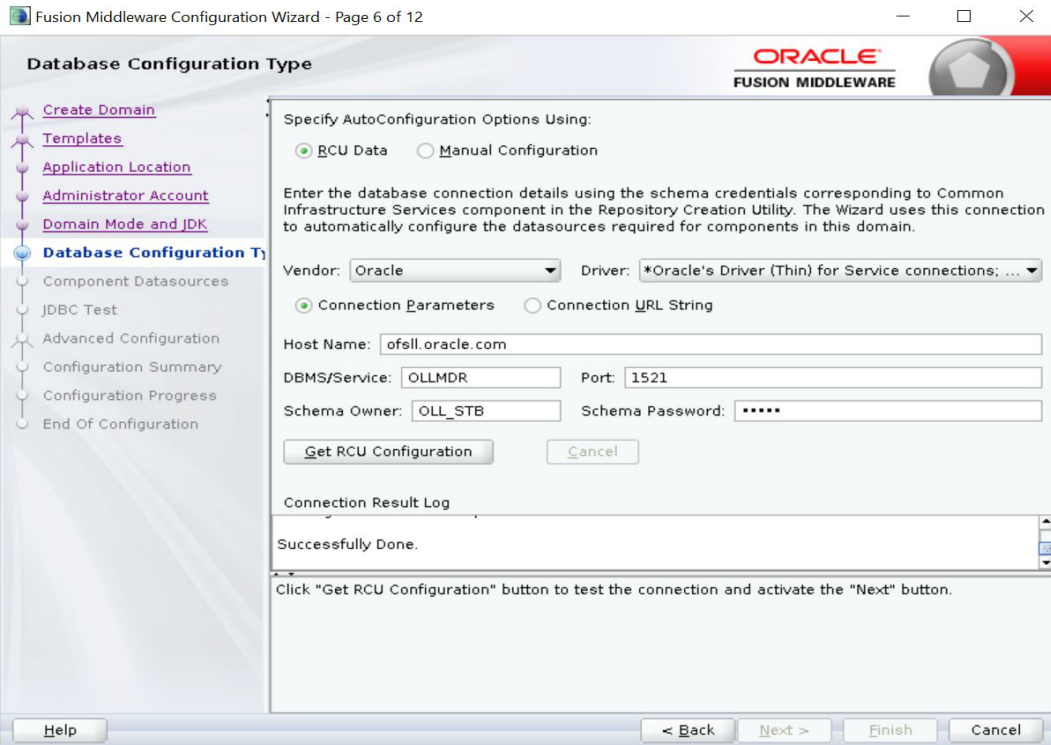 Fusion Middleware Configuration Wizard - Page 6 of 12
Database Configuration Type
ORACLE
FUSION MIDDLEWARE
Create Domain
Templates
Application Location
Administrator Account
Domain Mode and JDK
Database Configuration Ty
Component Datasources
JDBC Test
Advanced Configuration
Configuration Summary
Configuration Progress
End Of Configuration
Specify AutoConfiguration Options Using:
RCU Data Manual Configuration
Enter the database connection details using the schema credentials corresponding to Common
Infrastructure Services component in the Repository Creation Utility. The Wizard uses this connection
to automatically configure the datasources required for components in this domain.
Vendor: Oracle Driver: *Oracle's Driver (Thin) for Service connections; ...
Connection Parameters Connection URL String
Host Name: ofsll.oracle.com
DBMS/Service: OLLMDR Port: 1521
Schema Owner: OLL_STB Schema Password: •••••
Get RCU Configuration Cancel
Connection Result Log
Successfully Done.
Click "Get RCU Configuration" button to test the connection and activate the "Next" button.
Help < Back Next > Finish Cancel